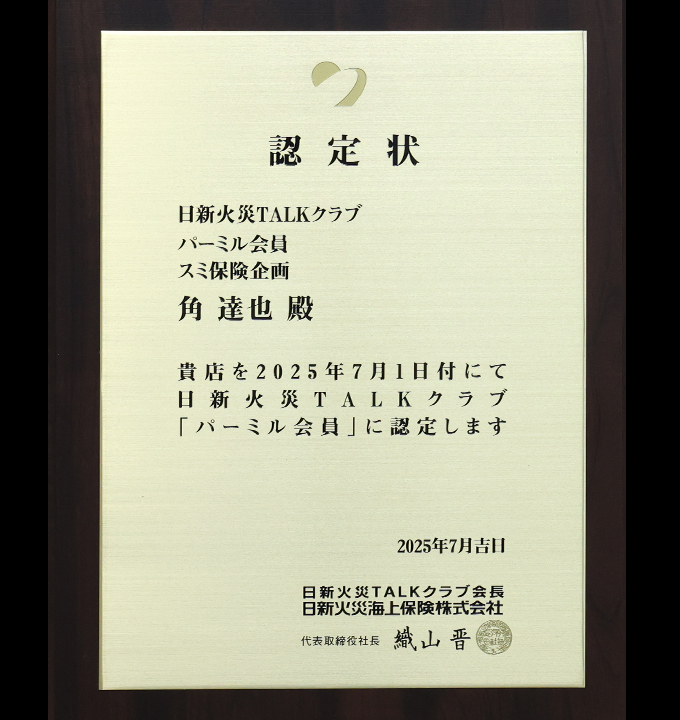 認定状
日新火災TALKクラブ
パーミル会員
スミ保険企画
角 達也 殿
貴店を2025年7月1日付にて
日新火災TALKクラブ
「パーミル会員」に認定します
2025年7月吉日
日新火災TALKクラブ会長
日新火災海上保険株式会社
代表取締役社長 織山 晋